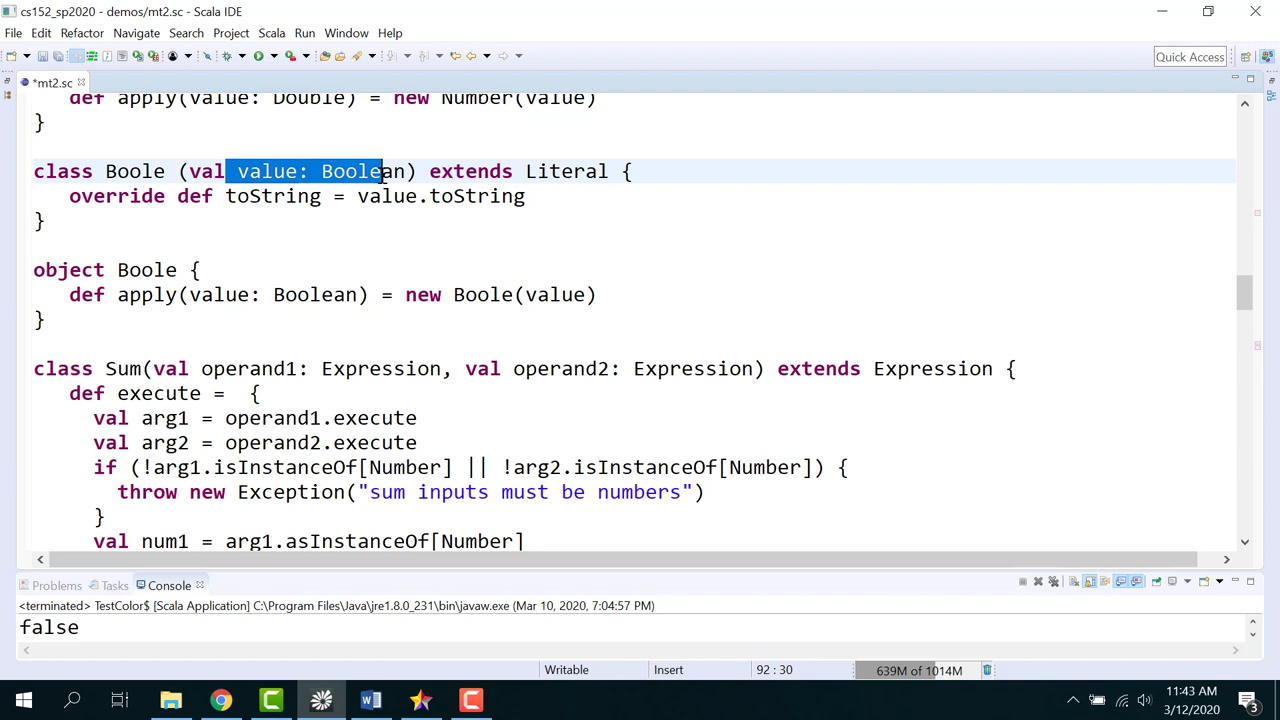 cs152_sp2020 - demos/mt2.sc - Scala IDE
File Edit Refactor Navigate Search Project Scala Run Window Help
Quick Access
*mt2.sc
def apply(value: Double) = new Number(value)
}
class Boole (val value: Boolean) extends Literal {
override def toString = value.toString
}
object Boole {
def apply(value: Boolean) = new Boole(value)
}
class Sum(val operand1: Expression, val operand2: Expression) extends Expression {
def execute = {
val arg1 = operand1.execute
val arg2 = operand2.execute
if (!arg1.isInstanceOf[Number] || !arg2.isInstanceOf[Number]) {
throw new Exception("sum inputs must be numbers")
}
val num1 = arg1.asInstanceOf[Number]
Problems Tasks Console
<terminated> TestColor$ [Scala Application] C:\Program Files\Java\jre1.8.0_231\bin\javaw.exe (Mar 10, 2020, 7:04:57 PM)
false
Writable Insert 92 : 30 639M of 1014M
11:43 AM
3/12/2020
3